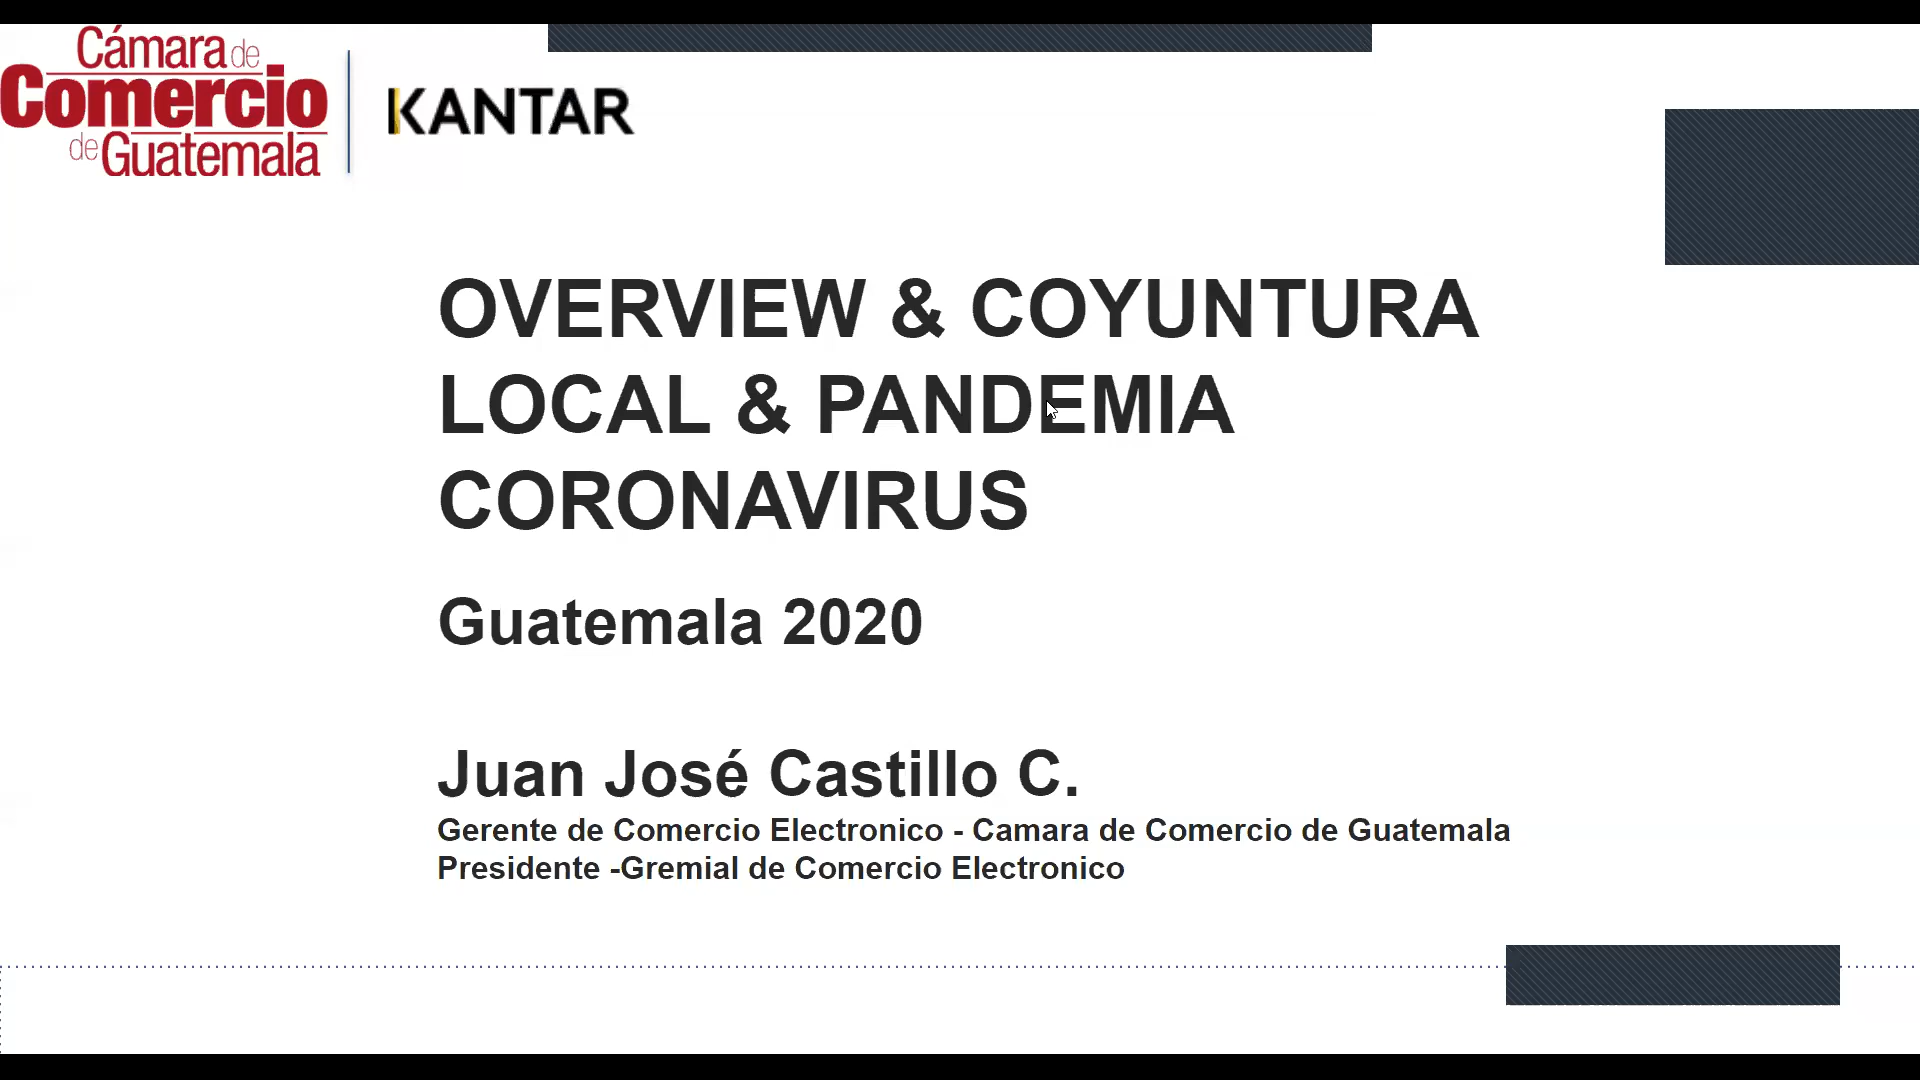 Cámara de
Comercio
de Guatemala
KANTAR
OVERVIEW & COYUNTURA
LOCAL & PANDEMIA
CORONAVIRUS
Guatemala 2020
Juan José Castillo C.
Gerente de Comercio Electronico - Camara de Comercio de Guatemala
Presidente -Gremial de Comercio Electronico